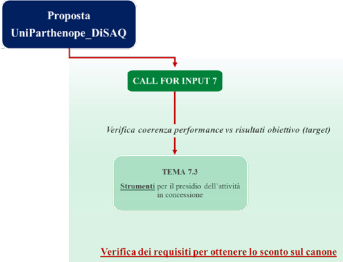 Proposta
UniParthenope_DiSAQ
CALL FOR INPUT 7
Verifica coerenza performance vs risultati obiettivo (target)
TEMA 7.3
Strumenti per il presidio dell'attività
in concessione
Verifica dei requisiti per ottenere lo sconto sul canone